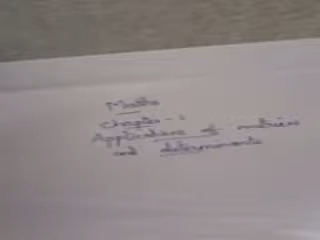 Maths
chapter - 1
Applications of matrices
and determinants